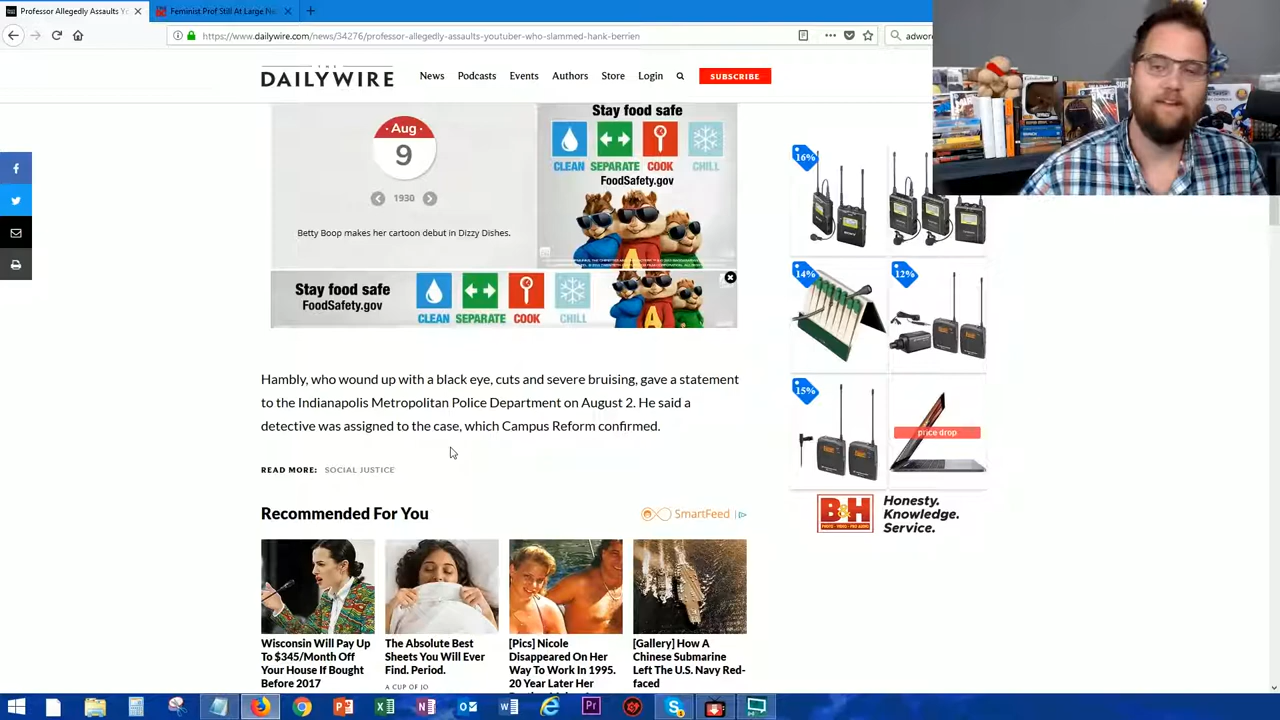 Professor Allegedly Assaults Yo
Feminist Prof Still At Large Ne
https://www.dailywire.com/news/34276/professor-allegedly-assaults-youtuber-who-slammed-hank-berrien
adwor
THE
DAILYWIRE
News
Podcasts
Events
Authors
Store
Login
SUBSCRIBE
Aug
9
1930
Betty Boop makes her cartoon debut in Dizzy Dishes.
Stay food safe
CLEAN
SEPARATE
COOK
CHILL
FoodSafety.gov
Stay food safe
FoodSafety.gov
CLEAN
SEPARATE
COOK
CHILL
16%
14%
12%
15%
price drop
B&H
PHOTO - VIDEO - PRO AUDIO
Honesty.
Knowledge.
Service.
Hambly, who wound up with a black eye, cuts and severe bruising, gave a statement
to the Indianapolis Metropolitan Police Department on August 2. He said a
detective was assigned to the case, which Campus Reform confirmed.
READ MORE: SOCIAL JUSTICE
Recommended For You
SmartFeed
Wisconsin Will Pay Up
To $345/Month Off
Your House If Bought
Before 2017
The Absolute Best
Sheets You Will Ever
Find. Period.
A CUP OF JO
[Pics] Nicole
Disappeared On Her
Way To Work In 1995.
20 Year Later Her
[Gallery] How A
Chinese Submarine
Left The U.S. Navy Red-
faced